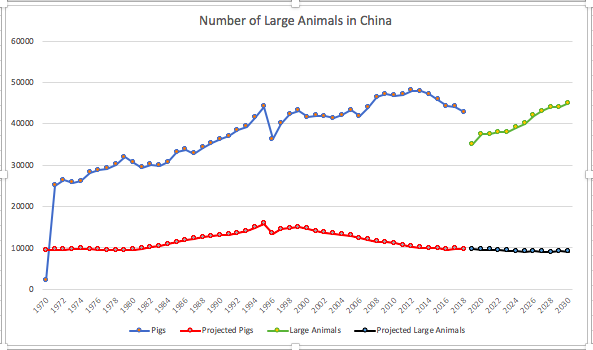 Number of Large Animals in China
60000
50000
40000
30000
20000
10000
0
1970 1972 1974 1976 1978 1980 1982 1984 1986 1988 1990 1992 1994 1996 1998 2000 2002 2004 2006 2008 2010 2012 2014 2016 2018 2020 2022 2024 2026 2028 2030
Pigs Projected Pigs Large Animals Projected Large Animals